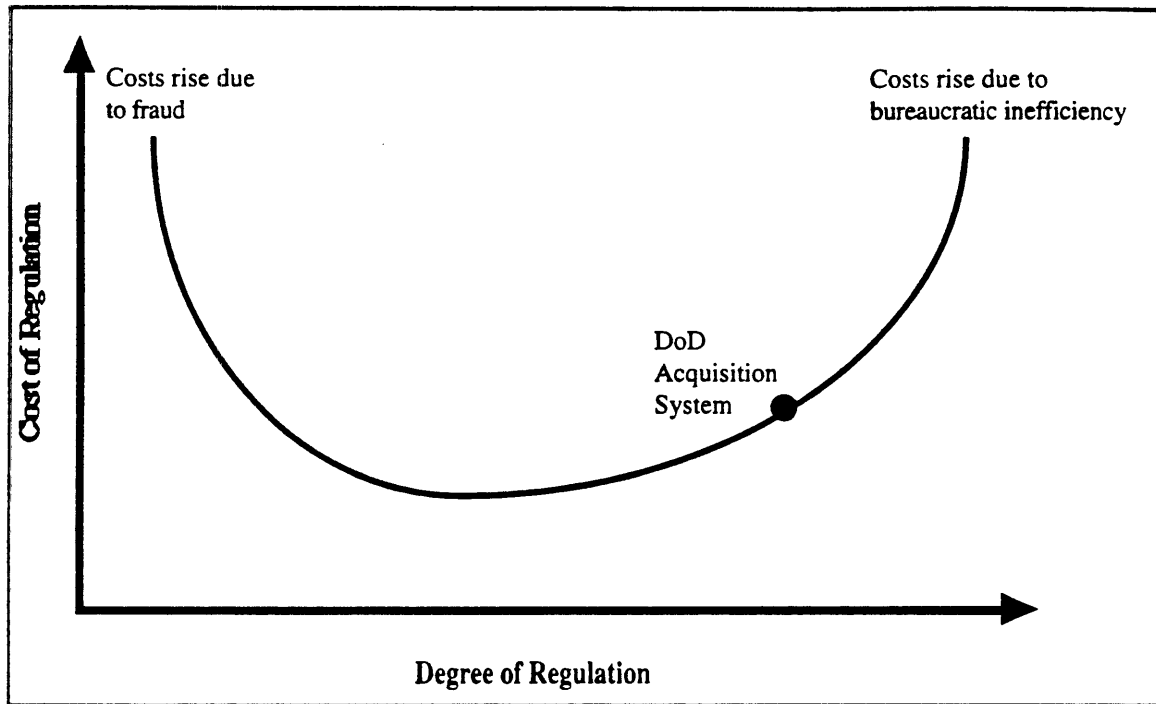 Costs rise due
to fraud
Costs rise due to
bureaucratic inefficiency
Cost of Regulation
DoD
Acquisition
System
Degree of Regulation